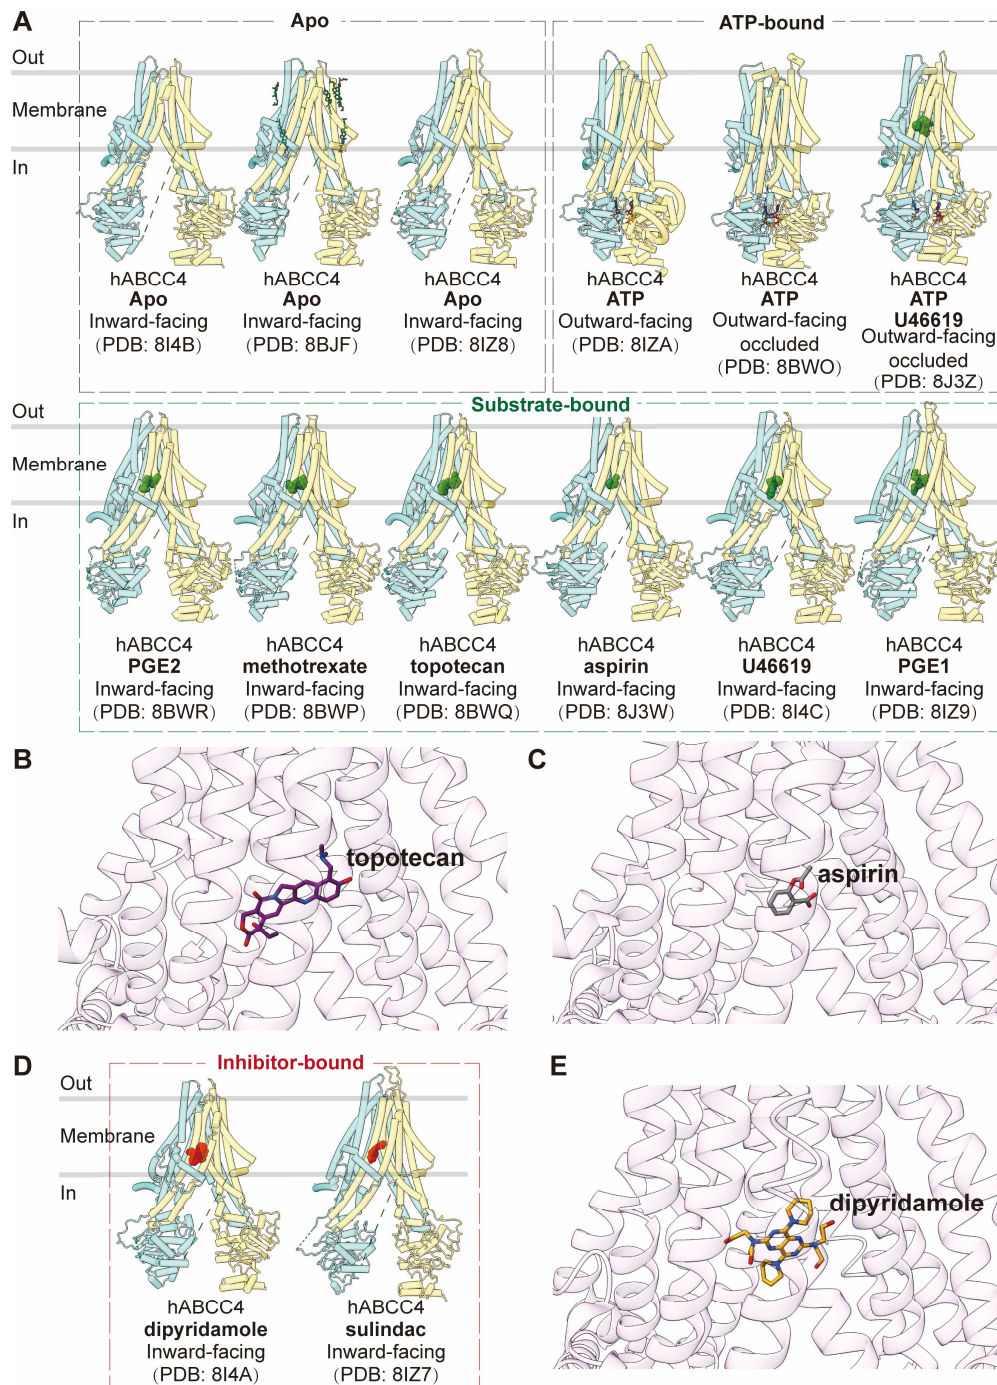 A
Apo
ATP-bound
Out
Membrane
In
hABCC4
Apo
Inward-facing
(PDB: 8I4B)
hABCC4
Apo
Inward-facing
(PDB: 8BJF)
hABCC4
Apo
Inward-facing
(PDB: 8IZ8)
hABCC4
ATP
Outward-facing
(PDB: 8IZA)
hABCC4
ATP
Outward-facing
occluded
(PDB: 8BWO)
hABCC4
ATP
U46619
Outward-facing
occluded
(PDB: 8J3Z)
Substrate-bound
Out
Membrane
In
hABCC4
PGE2
Inward-facing
(PDB: 8BWR)
hABCC4
methotrexate
Inward-facing
(PDB: 8BWP)
hABCC4
topotecan
Inward-facing
(PDB: 8BWQ)
hABCC4
aspirin
Inward-facing
(PDB: 8J3W)
hABCC4
U46619
Inward-facing
(PDB: 8I4C)
hABCC4
PGE1
Inward-facing
(PDB: 8IZ9)
B
topotecan
C
aspirin
D
Inhibitor-bound
Out
Membrane
In
hABCC4
dipyridamole
Inward-facing
(PDB: 8I4A)
hABCC4
sulindac
Inward-facing
(PDB: 8IZ7)
E
dipyridamole